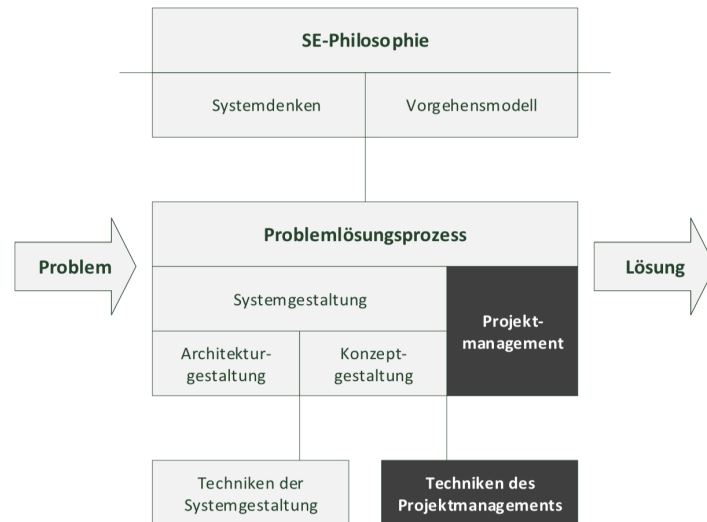 SE-Philosophie
Systemdenken
Vorgehensmodell
Problemlösungsprozess
Problem
Lösung
Systemgestaltung
Projekt-
management
Architektur-
gestaltung
Konzept-
gestaltung
Techniken der
Systemgestaltung
Techniken des
Projektmanagements